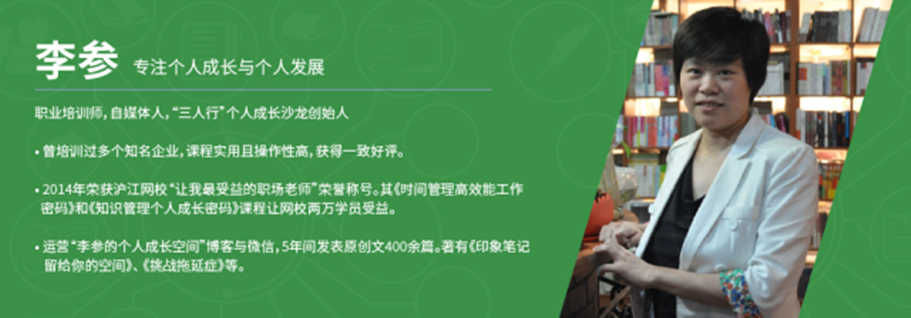 李参 专注个人成长与个人发展
职业培训师，自媒体人，“三人行”个人成长沙龙创始人
• 曾培训过多个知名企业，课程实用且操作性高，获得一致好评。
• 2014年荣获沪江网校“让我最受益的职场老师”荣誉称号。其《时间管理高效能工作
密码》和《知识管理个人成长密码》课程让网校两万学员受益。
• 运营“李参的个人成长空间”博客与微信，5年间发表原创文400余篇。著有《印象笔记
留给你的空间》、《挑战拖延症》等。